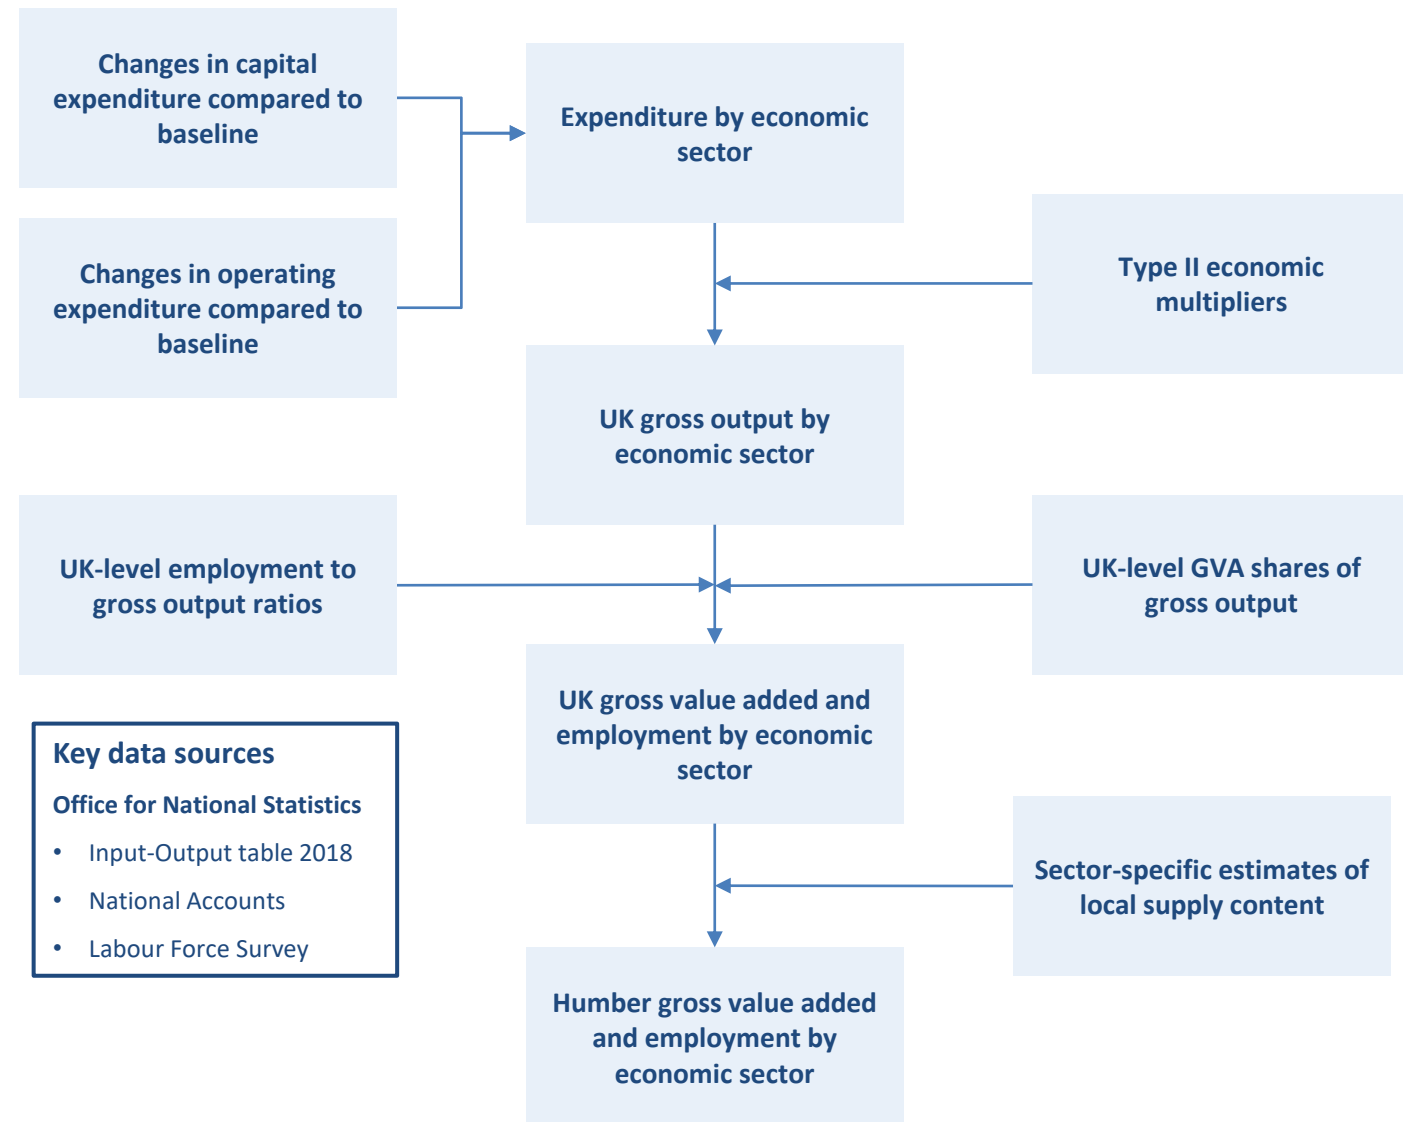 Changes in capital
expenditure compared to
baseline
Expenditure by economic
sector
Changes in operating
expenditure compared to
baseline
Type II economic
multipliers
UK gross output by
economic sector
UK-level employment to
gross output ratios
UK-level GVA shares of
gross output
UK gross value added and
employment by economic
sector
Key data sources
Office for National Statistics
• Input-Output table 2018
• National Accounts
• Labour Force Survey
Sector-specific estimates of
local supply content
Humber gross value added
and employment by
economic sector